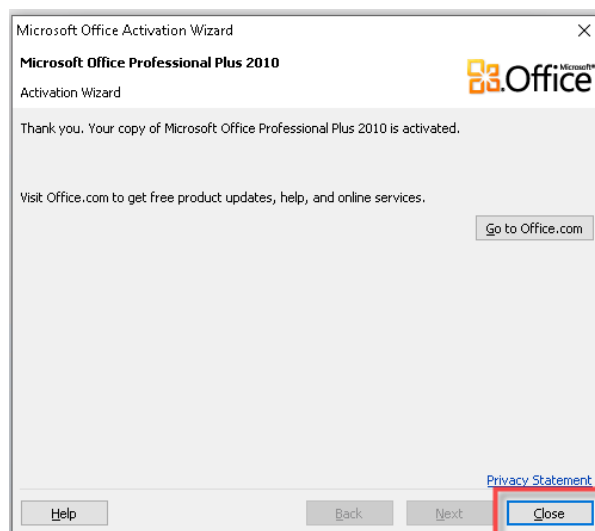 Microsoft Office Activation Wizard
Microsoft Office Professional Plus 2010
Microsoft®
Office
Activation Wizard
Thank you. Your copy of Microsoft Office Professional Plus 2010 is activated.
Visit Office.com to get free product updates, help, and online services.
Go to Office.com
Privacy Statement
Help
Back
Next
Close